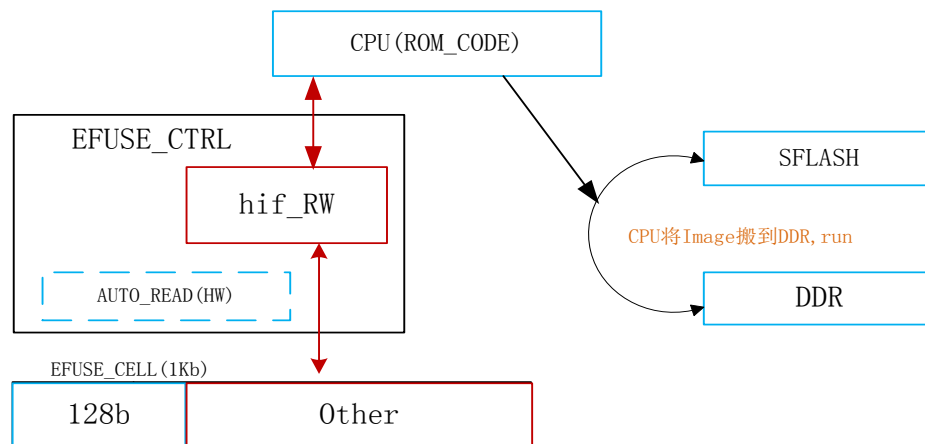 CPU(ROM_CODE)
EFUSE_CTRL
hif_RW
AUTO_READ(HW)
EFUSE_CELL(1Kb)
128b
Other
SFLASH
CPU将Image搬到DDR,run
DDR